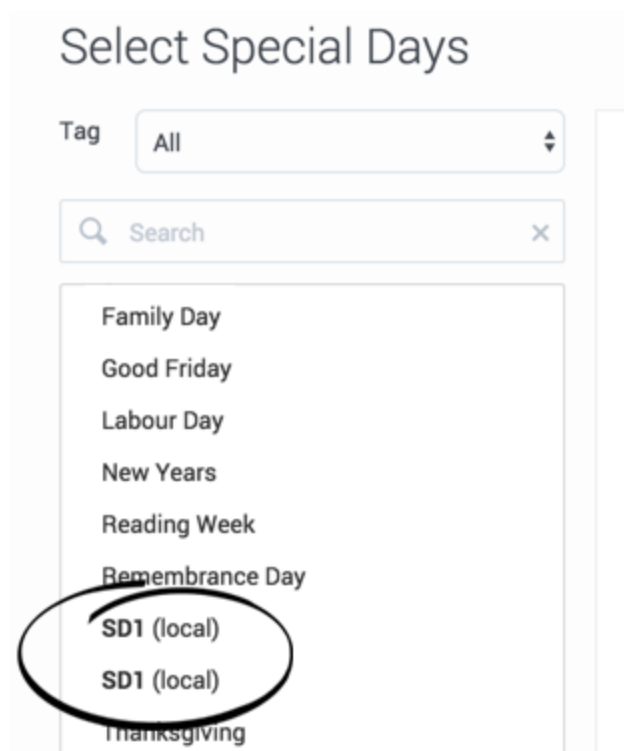 Select Special Days
Tag
All
Search
Family Day
Good Friday
Labour Day
New Years
Reading Week
Remembrance Day
SD1 (local)
SD1 (local)
Thanksgiving